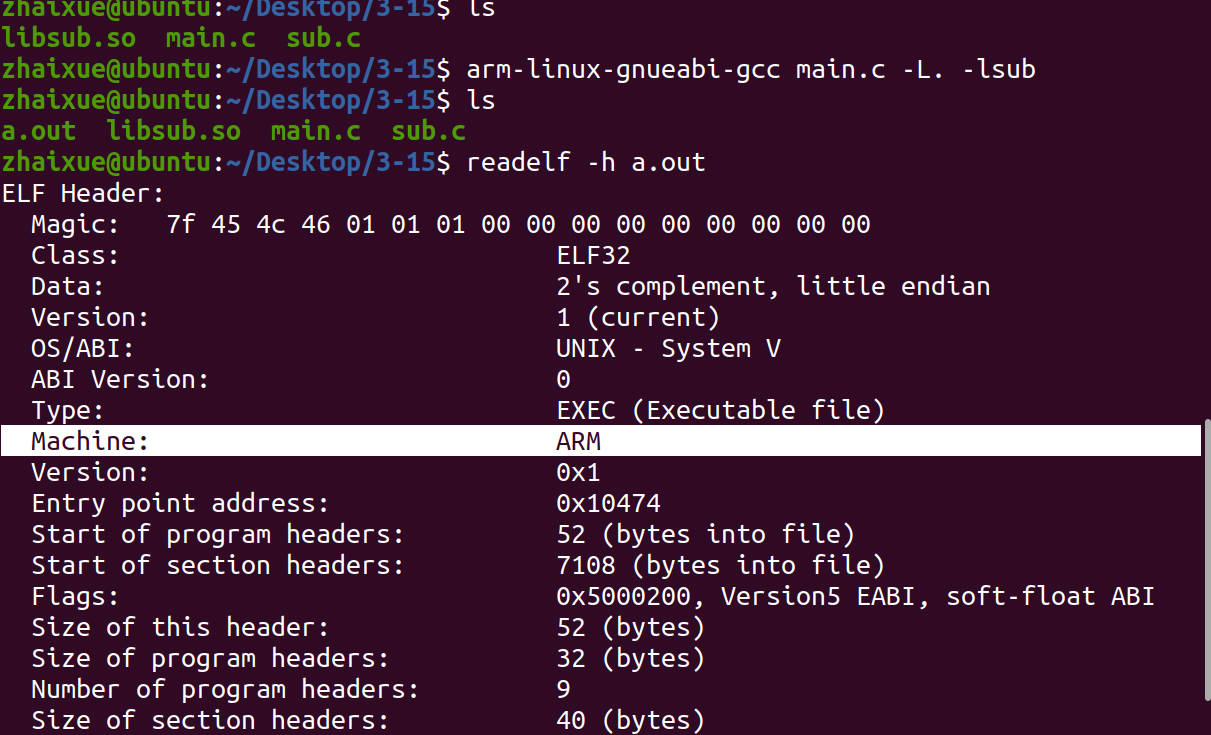 zhaixue@ubuntu:~/Desktop/3-15$ ls
libsub.so  main.c  sub.c
zhaixue@ubuntu:~/Desktop/3-15$ arm-linux-gnueabi-gcc main.c -L. -lsub
zhaixue@ubuntu:~/Desktop/3-15$ ls
a.out  libsub.so  main.c  sub.c
zhaixue@ubuntu:~/Desktop/3-15$ readelf -h a.out
ELF Header:
  Magic:   7f 45 4c 46 01 01 01 00 00 00 00 00 00 00 00 00
  Class:                             ELF32
  Data:                              2's complement, little endian
  Version:                           1 (current)
  OS/ABI:                            UNIX - System V
  ABI Version:                       0
  Type:                              EXEC (Executable file)
  Machine:                           ARM
  Version:                           0x1
  Entry point address:               0x10474
  Start of program headers:          52 (bytes into file)
  Start of section headers:          7108 (bytes into file)
  Flags:                             0x5000200, Version5 EABI, soft-float ABI
  Size of this header:               52 (bytes)
  Size of program headers:           32 (bytes)
  Number of program headers:         9
  Size of section headers:           40 (bytes)